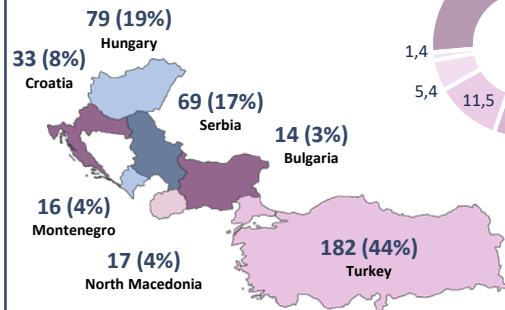 79 (19%)
Hungary
33 (8%)
Croatia
69 (17%)
Serbia
14 (3%)
Bulgaria
16 (4%)
Montenegro
17 (4%)
North Macedonia
182 (44%)
Turkey
1,4
5,4
11,5